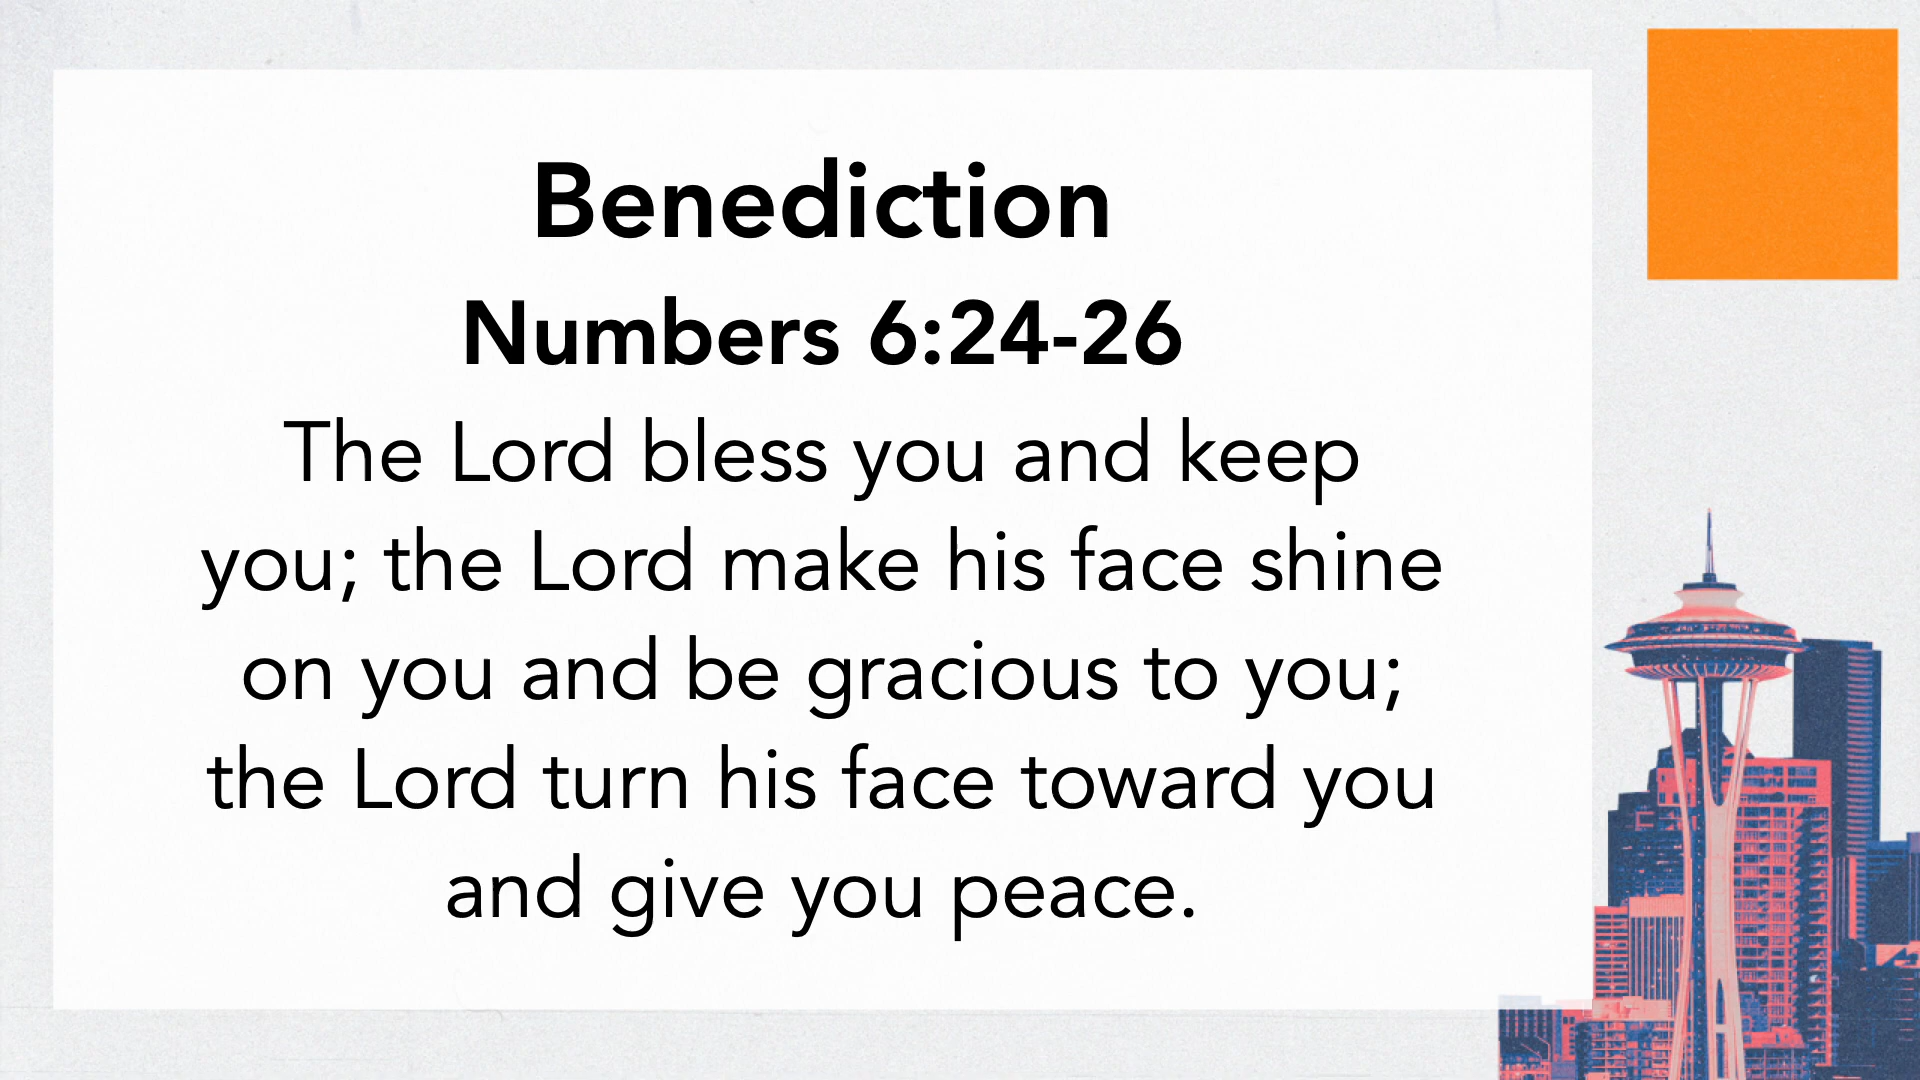 Benediction
Numbers 6:24-26
The Lord bless you and keep
you; the Lord make his face shine
on you and be gracious to you;
the Lord turn his face toward you
and give you peace.